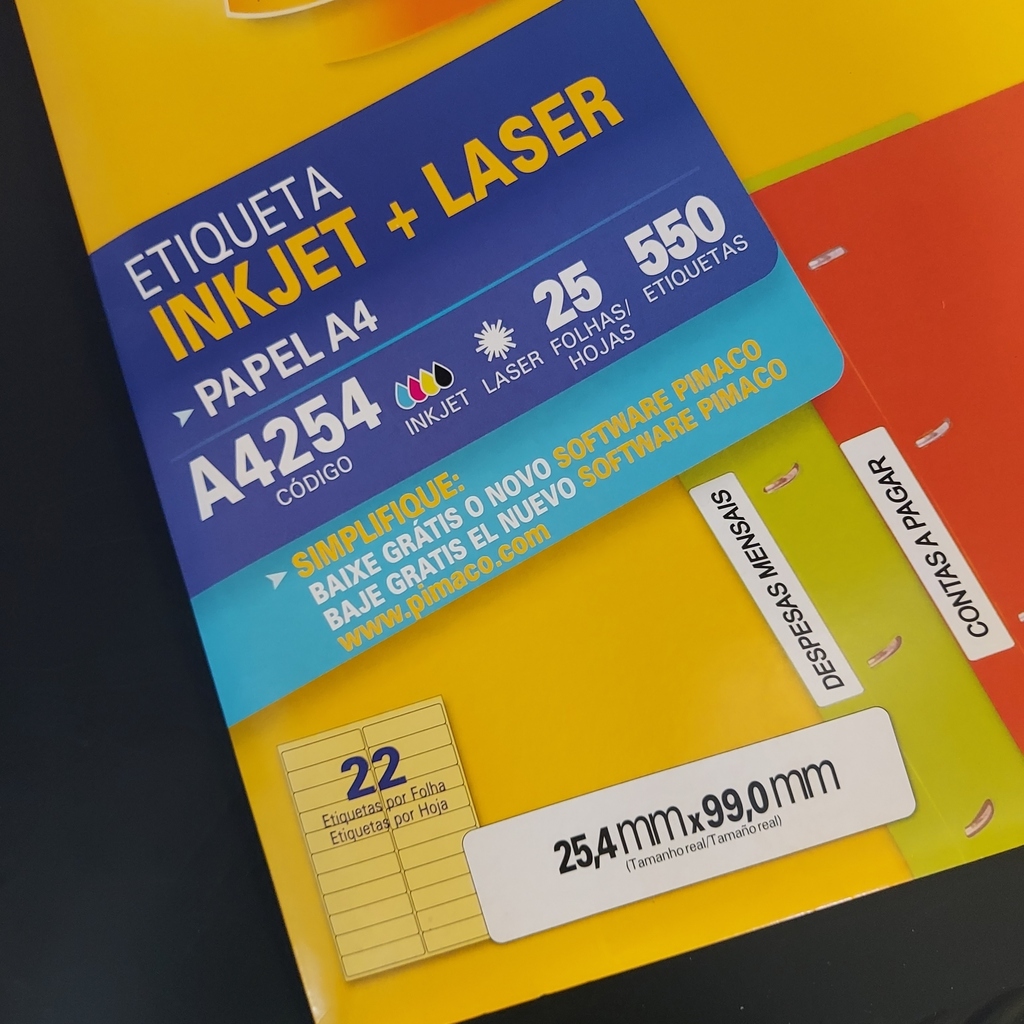 ETIQUETA
INKJET + LASER
PAPEL A4
A4254
CÓDIGO
INKJET
LASER
25
FOLHAS/
HOJAS
550
ETIQUETAS
SIMPLIFIQUE:
BAIXE GRÁTIS O NOVO SOFTWARE PIMACO
BAJE GRATIS EL NUEVO SOFTWARE PIMACO
www.pimaco.com
DESPESAS MENSAIS
CONTAS A PAGAR
22
Etiquetas por Folha
Etiquetas por Hoja
25,4mmx99,0mm
(Tamanho real/Tamaño real)